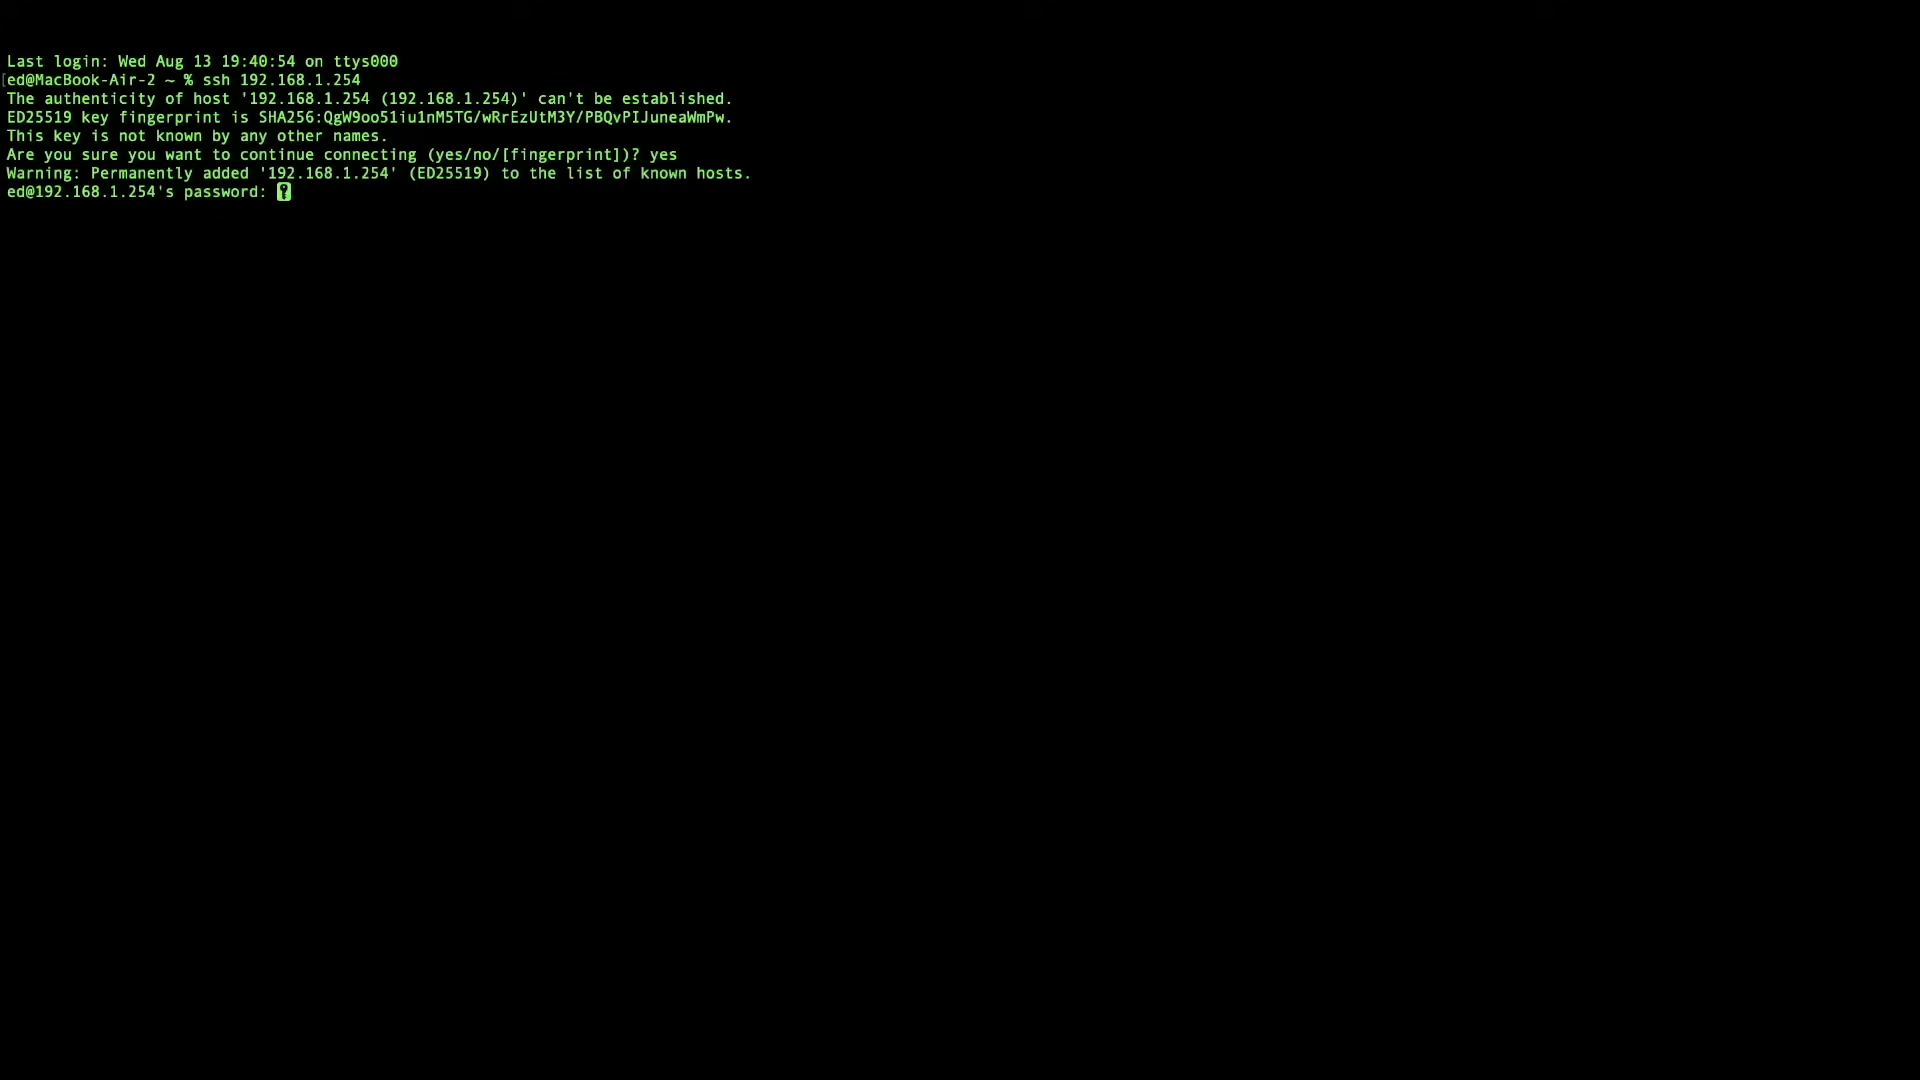 Last login: Wed Aug 13 19:40:54 on ttys000
[ed@MacBook-Air-2 ~ % ssh 192.168.1.254
The authenticity of host '192.168.1.254 (192.168.1.254)' can't be established.
ED25519 key fingerprint is SHA256:QgW9oo51iu1nM5TG/wRrEzUtM3Y/PBQvPIJuneaWmPw.
This key is not known by any other names.
Are you sure you want to continue connecting (yes/no/[fingerprint])? yes
Warning: Permanently added '192.168.1.254' (ED25519) to the list of known hosts.
ed@192.168.1.254's password: